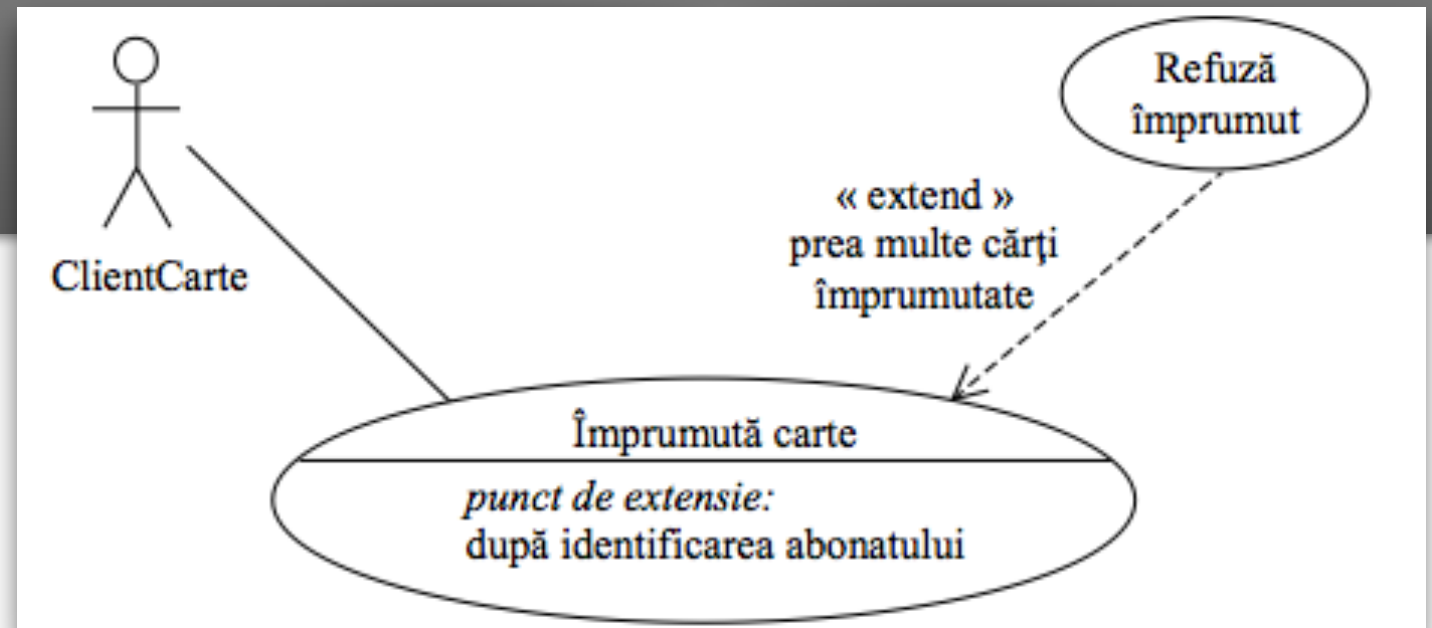 Refuză
împrumut
« extend »
prea multe cărţi
împrumutate
ClientCarte
Împrumută carte
punct de extensie:
după identificarea abonatului